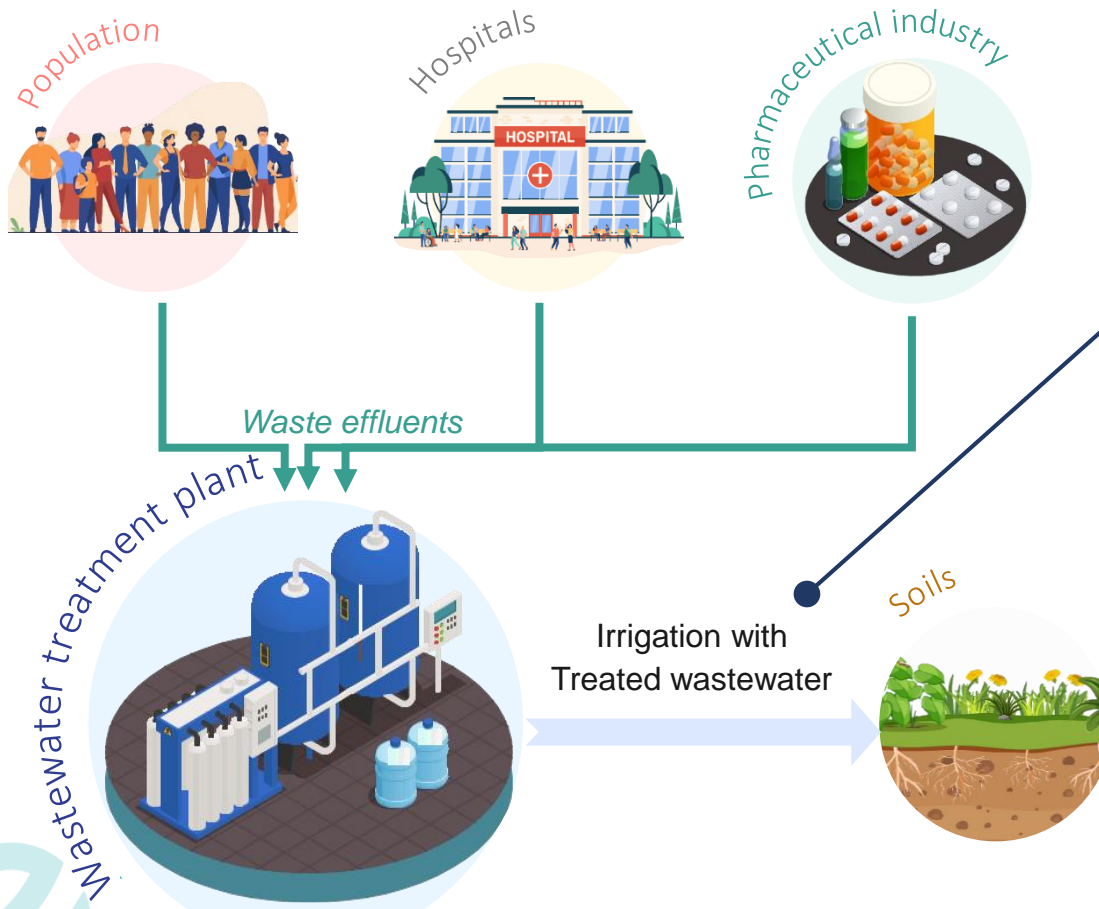 Population
Hospitals
Pharmaceutical industry
HOSPITAL
Waste effluents
Wastewater treatment plant
Irrigation with
Treated wastewater
Soils